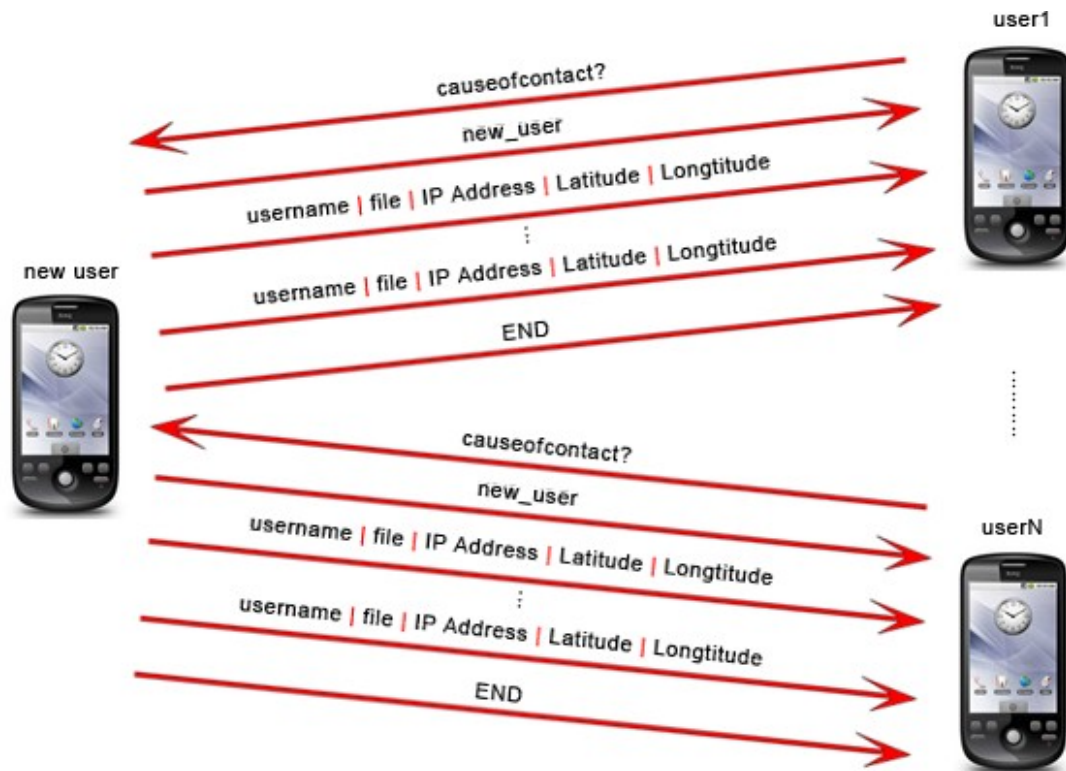 user1
causeofcontact?
new_user
username | file | IP Address | Latitude | Longtitude
username | file | IP Address | Latitude | Longtitude
new user
END
causeofcontact?
new_user
userN
username | file | IP Address | Latitude | Longtitude
username | file | IP Address | Latitude | Longtitude
END